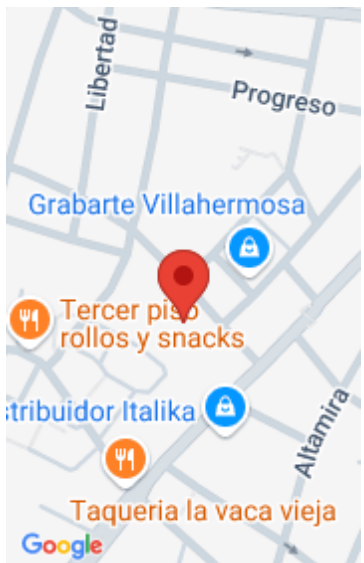 Libertad
Progreso
Grabarte Villahermosa
Tercer piso
rollos y snacks
stribuidor Italika
Altamira
Taqueria la vaca vieja
Google